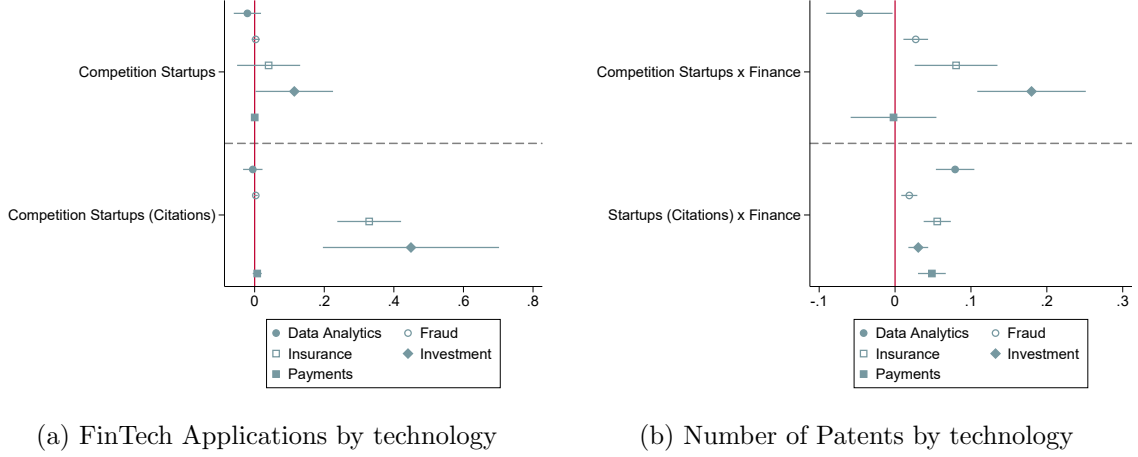 Competition Startups
Competition Startups (Citations)
0 .2 .4 .6 .8
Data Analytics Fraud
Insurance Investment
Payments
(a) FinTech Applications by technology
Competition Startups x Finance
Startups (Citations) x Finance
-.1 0 .1 .2 .3
Data Analytics Fraud
Insurance Investment
Payments
(b) Number of Patents by technology